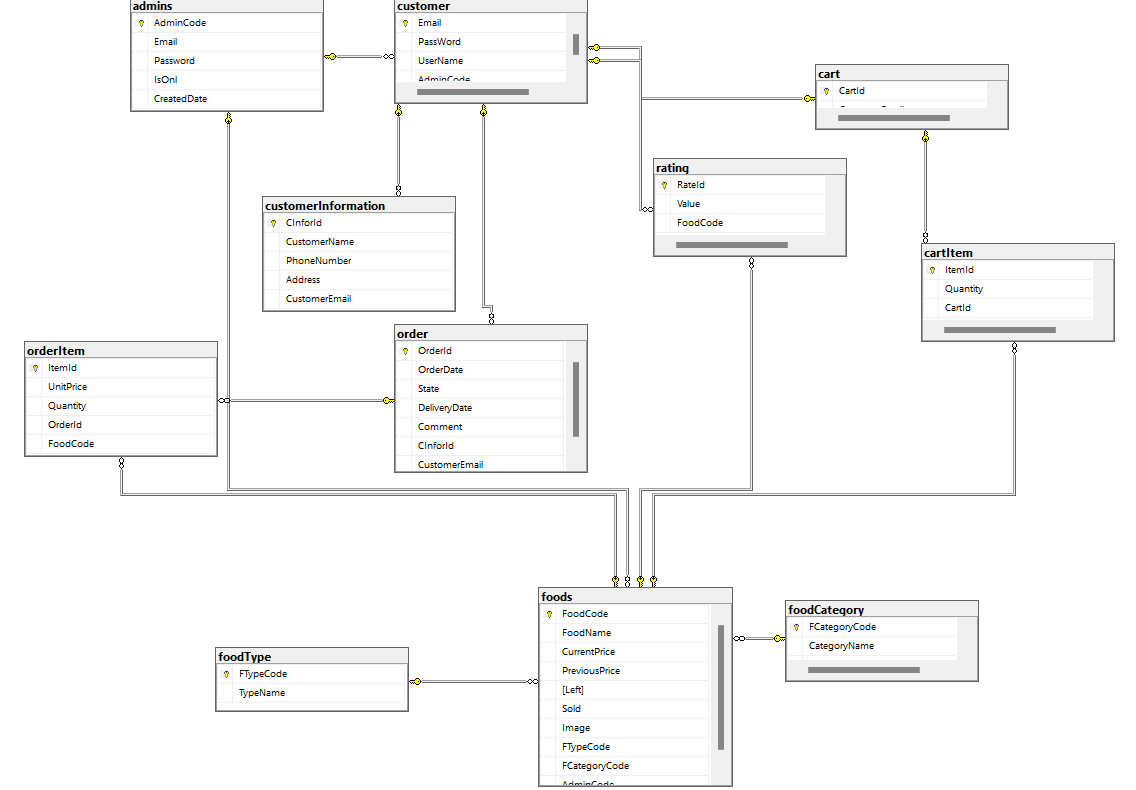 admins
AdminCode
Email
Password
IsOnl
CreatedDate
customer
Email
PassWord
UserName
AdminCode
cart
CartId
rating
RateId
Value
FoodCode
customerInformation
CInforId
CustomerName
PhoneNumber
Address
CustomerEmail
cartItem
ItemId
Quantity
CartId
order
OrderId
OrderDate
State
DeliveryDate
Comment
CInforId
CustomerEmail
orderItem
ItemId
UnitPrice
Quantity
OrderId
FoodCode
foods
FoodCode
FoodName
CurrentPrice
PreviousPrice
[Left]
Sold
Image
FTypeCode
FCategoryCode
AdminCode
foodCategory
FCategoryCode
CategoryName
foodType
FTypeCode
TypeName